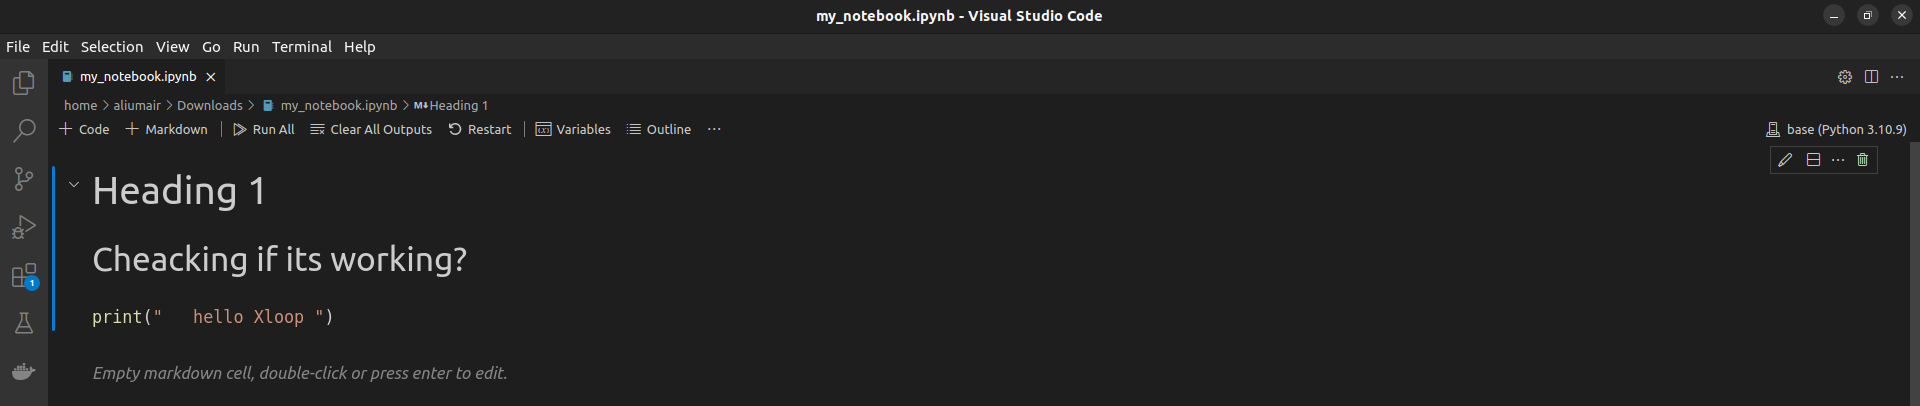 my_notebook.ipynb - Visual Studio Code
File Edit Selection View Go Run Terminal Help
my_notebook.ipynb
home > aliumair > Downloads > my_notebook.ipynb > M↓Heading 1
+ Code + Markdown Run All Clear All Outputs Restart (x) Variables Outline ... base (Python 3.10.9)
Heading 1
Cheacking if its working?
print("   hello Xloop ")
1
Empty markdown cell, double-click or press enter to edit.